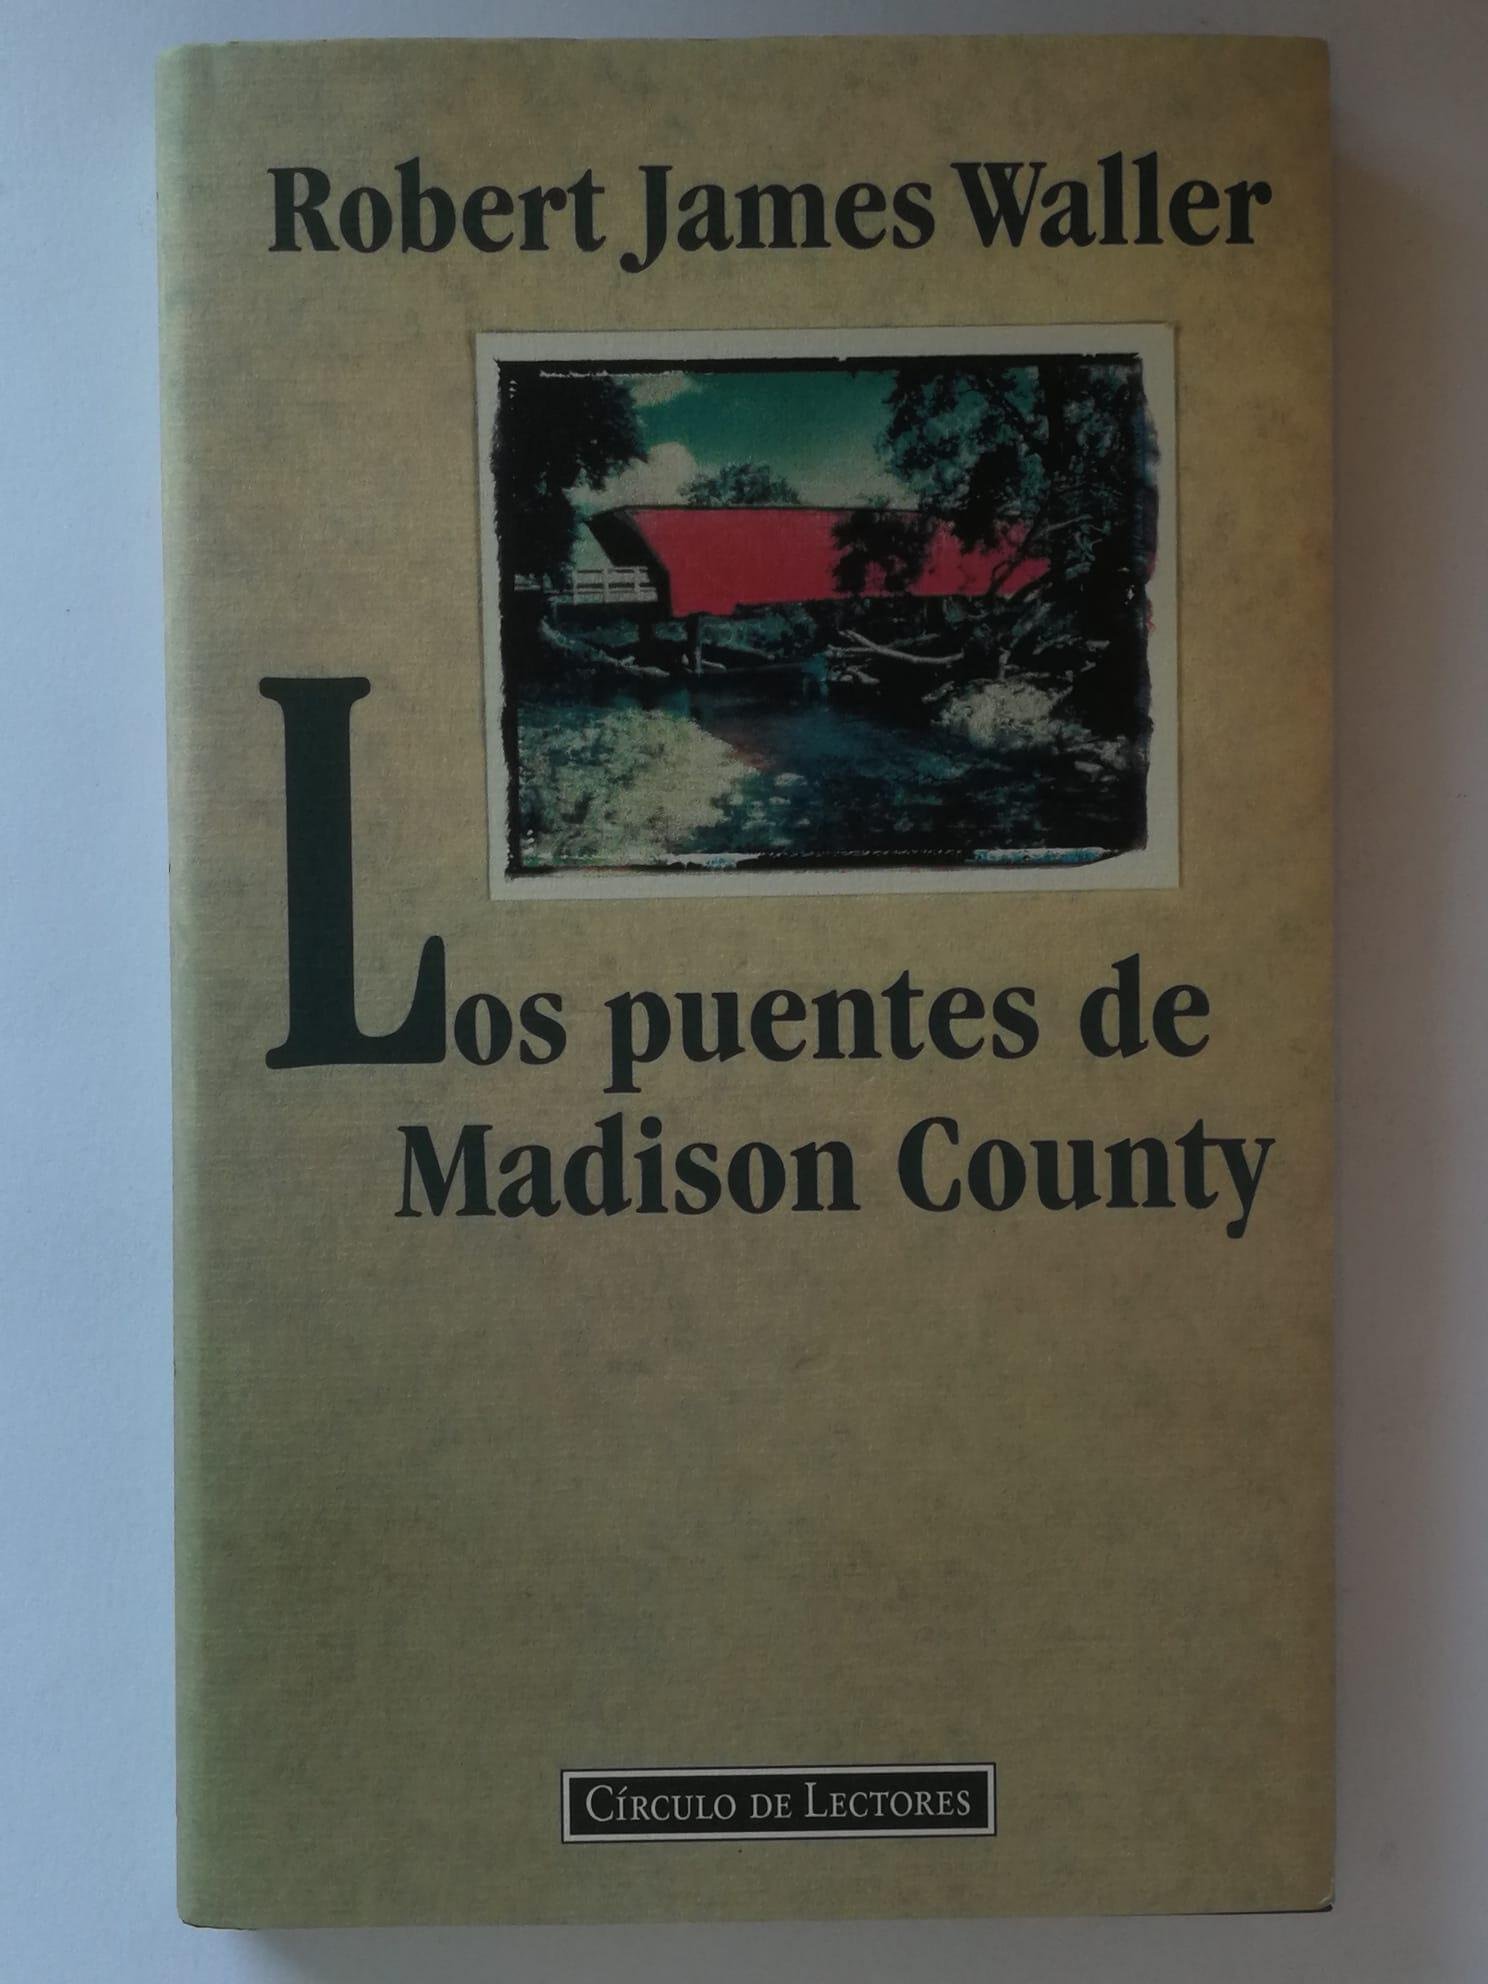 Robert James Waller
Los puentes de
Madison County
CÍRCULO DE LECTORES